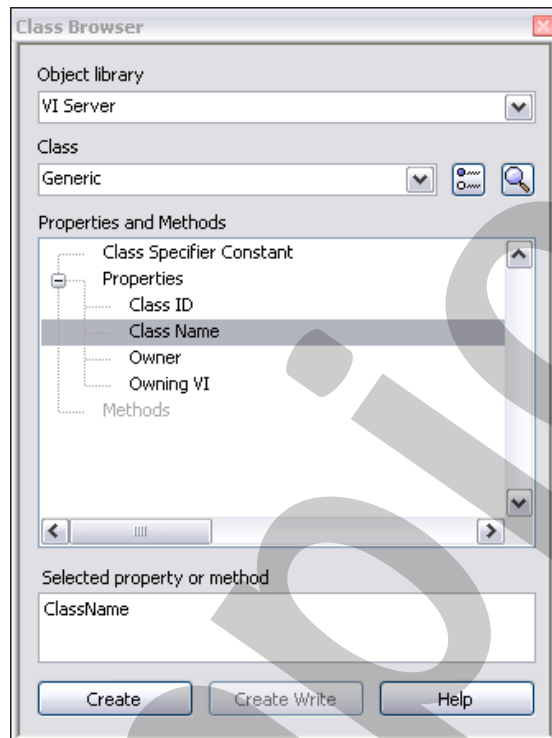 Class Browser
Object library
VI Server
Class
Generic
Properties and Methods
Class Specifier Constant
Properties
Class ID
Class Name
Owner
Owning VI
Methods
Selected property or method
ClassName
Create Create Write Help